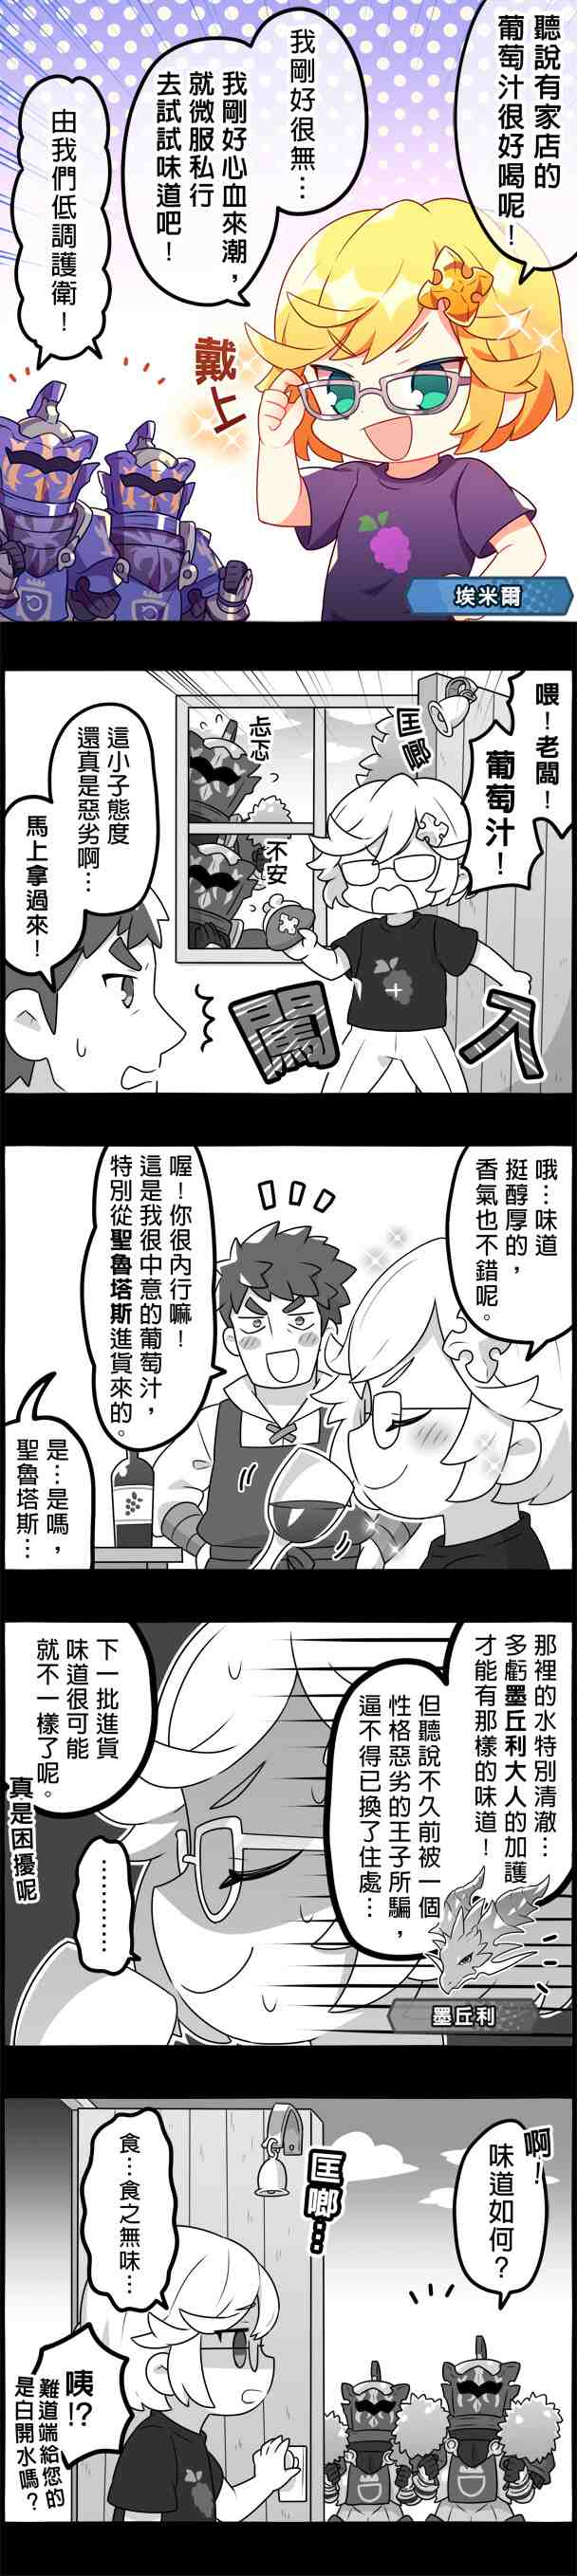 聽說有家店的
葡萄汁很好喝呢！
我剛好很無…
我剛好心血來潮，
就微服私行
去試試味道吧！
由我們低調護衛！
戴上
埃米爾
喂！老闆！
葡萄汁！
匡啷
忐忑
不安
闖入
這小子態度
還真是惡劣啊…
馬上拿過來！
哦…味道
挺醇厚的，
香氣也不錯呢。
喔！你很內行嘛！
這是我很中意的葡萄汁，
特別從聖魯塔斯進貨來的。
是…是嗎，
聖魯塔斯…
那裡的水特別清澈…
多虧墨丘利大人的加護
才能有那樣的味道！
墨丘利
但聽說不久前被一個
性格惡劣的王子所騙，
逼不得已換了住處…
下一批進貨
味道很可能
就不一樣了呢。
真是困擾呢
…………
啊！
味道如何？
匡啷…
食…食之無味…
咦!?
難道端給您的
是白開水嗎？